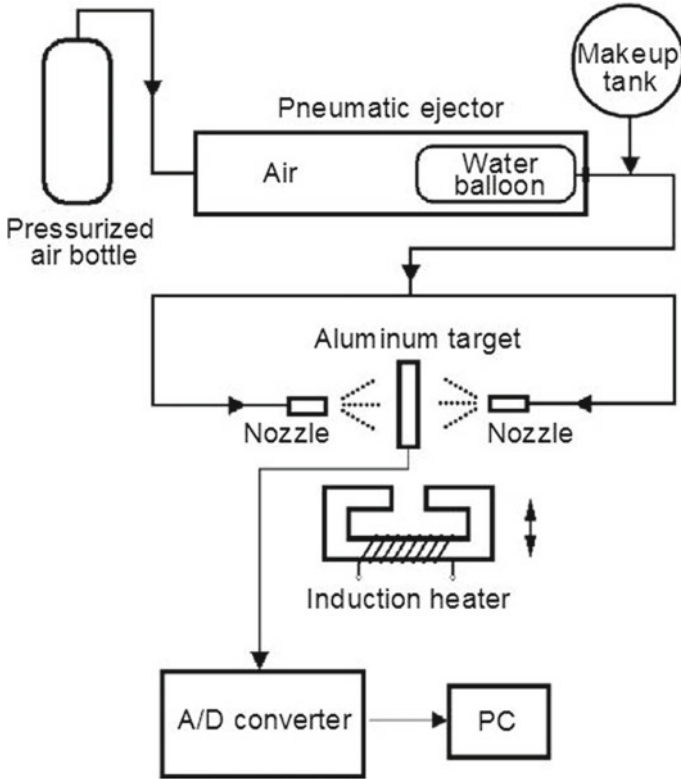 Makeup
tank
Pneumatic ejector
Air
Water
balloon
Pressurized
air bottle
Aluminum target
Nozzle
Nozzle
Induction heater
A/D converter
PC